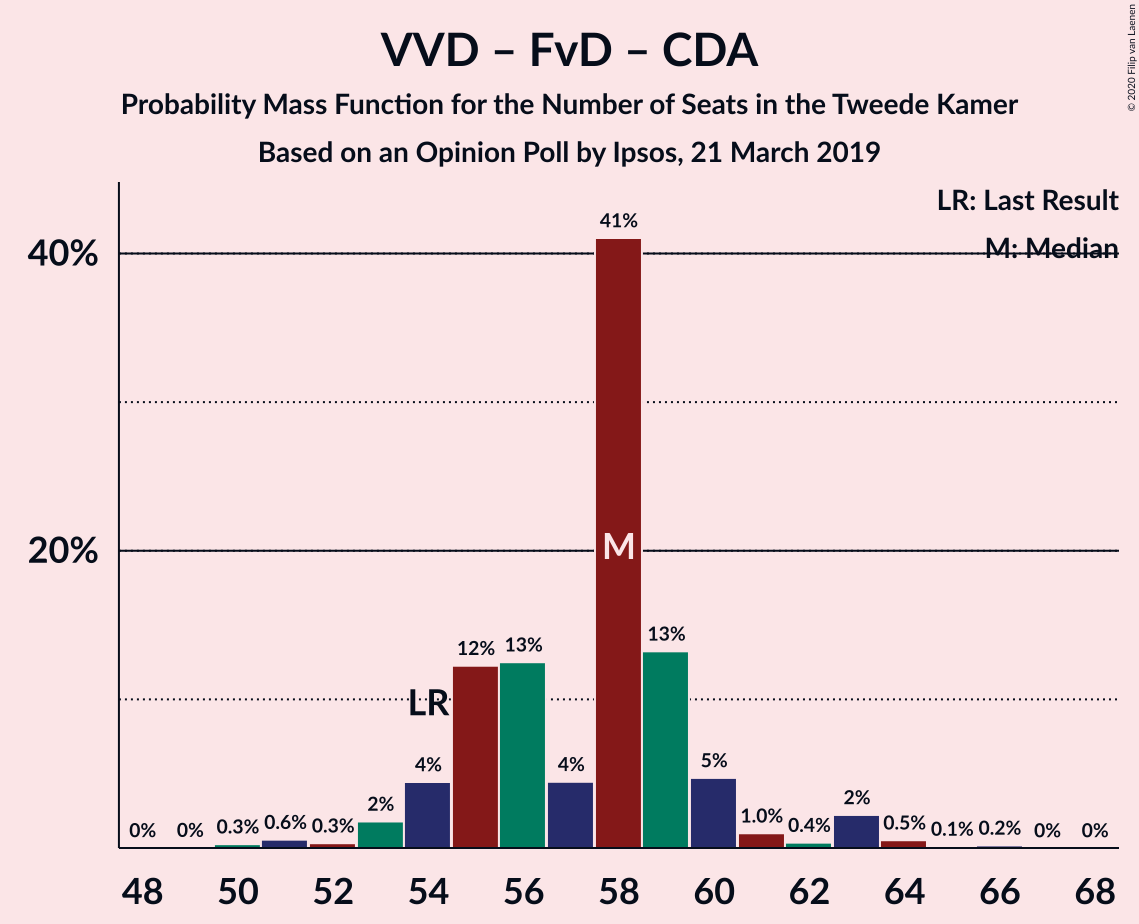 VVD – FvD – CDA
Probability Mass Function for the Number of Seats in the Tweede Kamer
Based on an Opinion Poll by Ipsos, 21 March 2019
© 2020 Filip van Laenen
LR: Last Result
M: Median
40%
20%
0% 0% 0.3% 0.6% 0.3% 2% 4% 12% 13% 4% 41% 13% 5% 1.0% 0.4% 2% 0.5% 0.1% 0.2% 0% 0%
LR
M
48 50 52 54 56 58 60 62 64 66 68